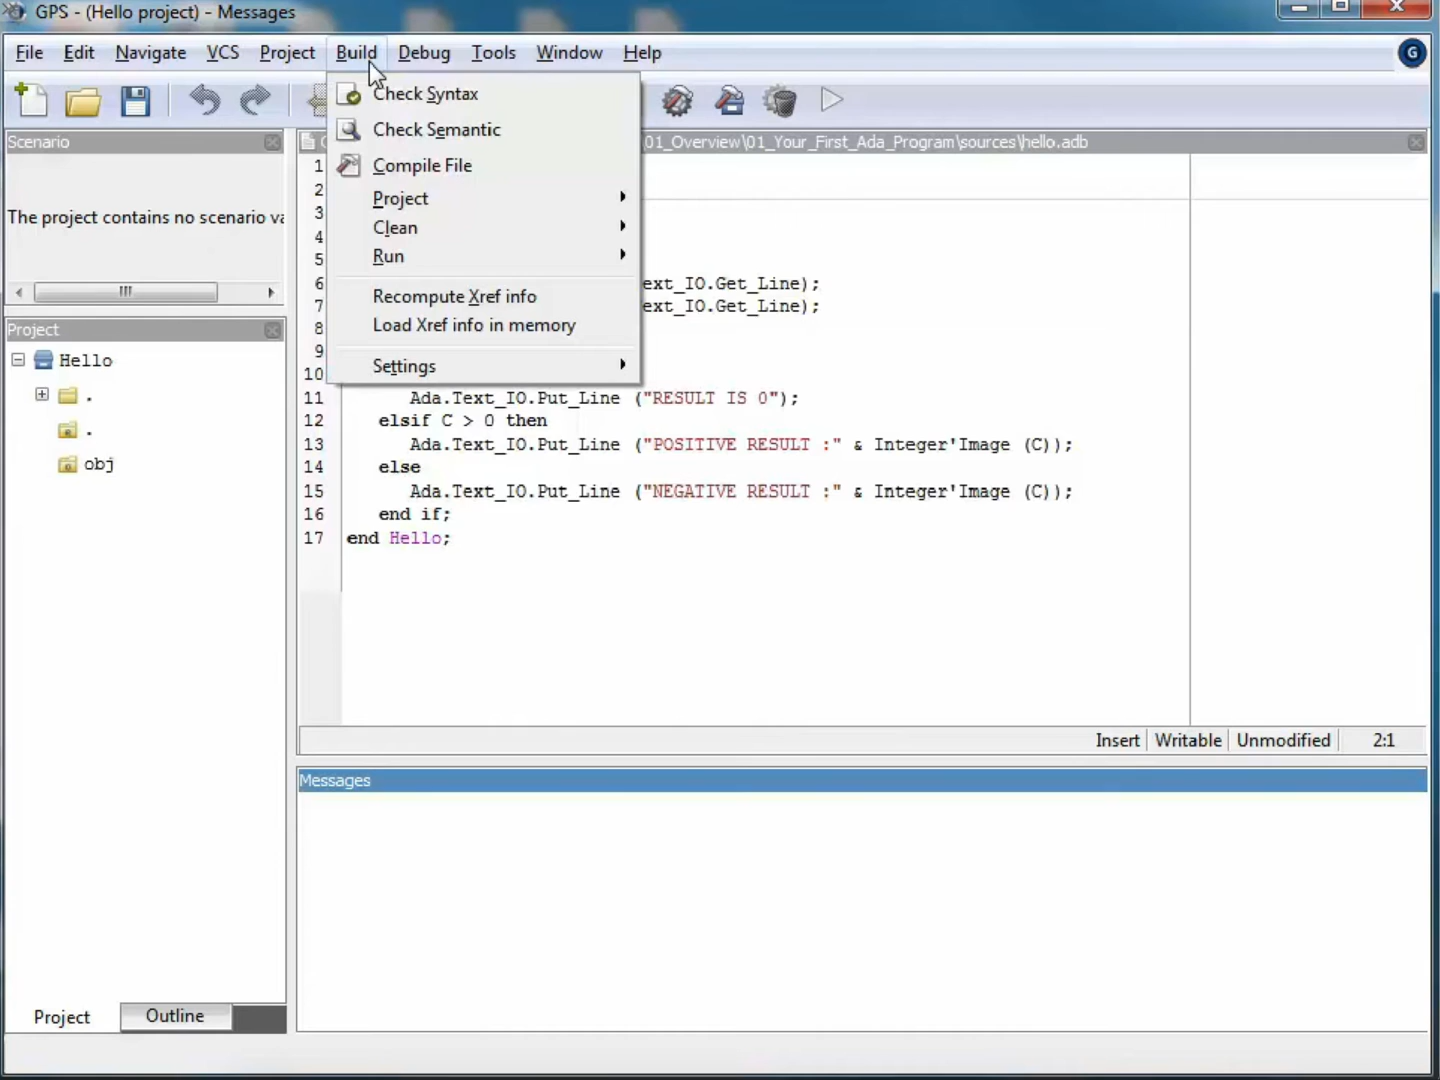 GPS - (Hello project) - Messages
File Edit Navigate VCS Project Build Debug Tools Window Help
G
Check Syntax
Check Semantic
Compile File
Project
Clean
Run
Recompute Xref info
Load Xref info in memory
Settings
Scenario
The project contains no scenario va
Project
Hello
.
.
obj
Project
Outline
01_Overview\01_Your_First_Ada_Program\sources\hello.adb
1
2
3
4
5
6 ext_IO.Get_Line);
7 ext_IO.Get_Line);
8
9
10
11 Ada.Text_IO.Put_Line ("RESULT IS 0");
12 elsif C > 0 then
13 Ada.Text_IO.Put_Line ("POSITIVE RESULT :" & Integer'Image (C));
14 else
15 Ada.Text_IO.Put_Line ("NEGATIVE RESULT :" & Integer'Image (C));
16 end if;
17 end Hello;
Insert Writable Unmodified 2:1
Messages